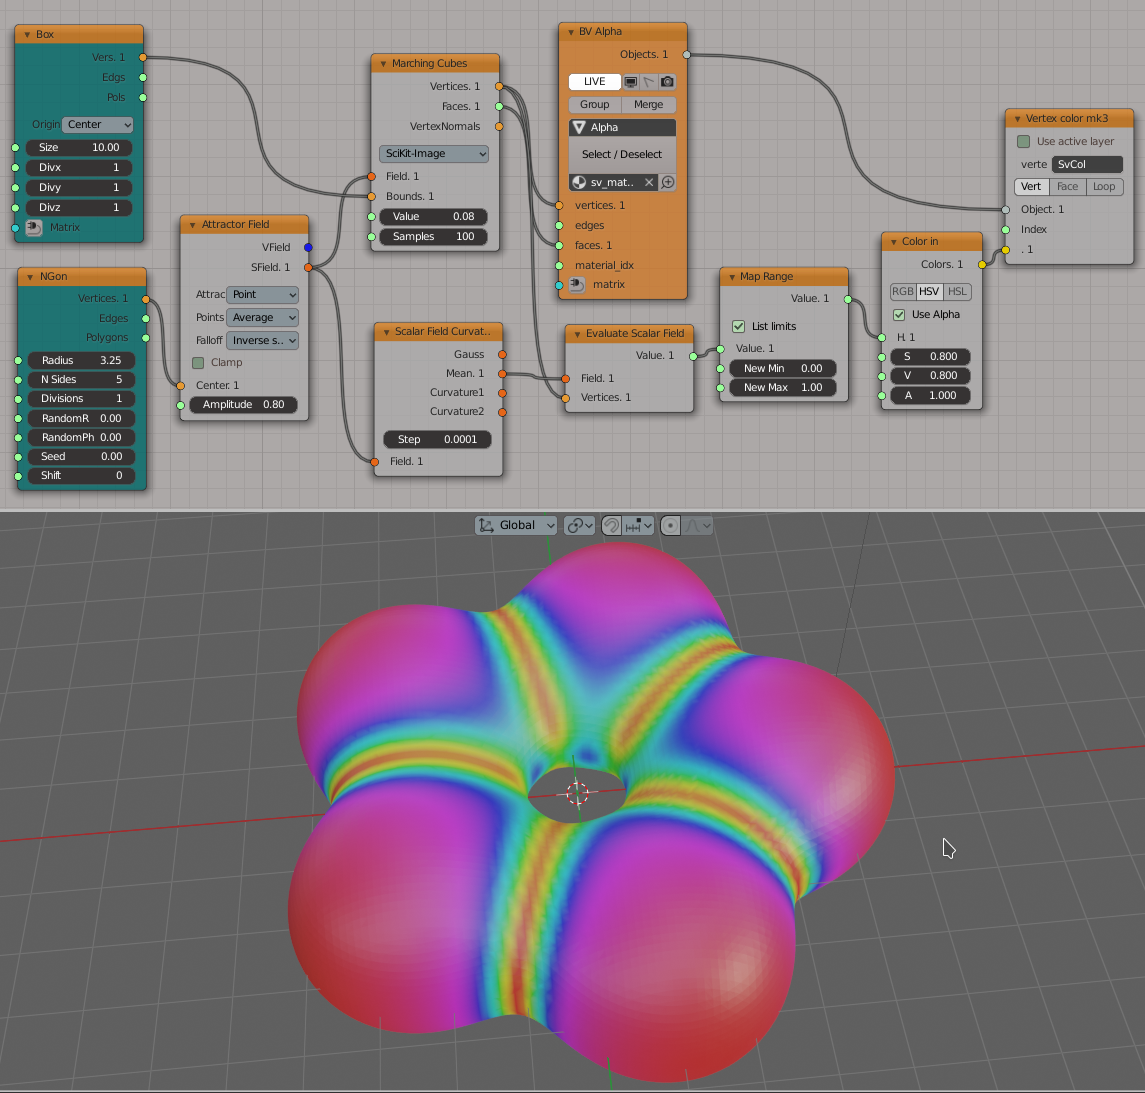 Box
Vers. 1
Edgs
Pols
Origin Center
Size 10.00
Divx 1
Divy 1
Divz 1
Matrix
NGon
Vertices. 1
Edges
Polygons
Radius 3.25
N Sides 5
Divisions 1
RandomR 0.00
RandomPh 0.00
Seed 0.00
Shift 0
Attractor Field
VField
SField. 1
Attrac Point
Points Average
Falloff Inverse s..
Clamp
Center. 1
Amplitude 0.80
Marching Cubes
Vertices. 1
Faces. 1
VertexNormals
SciKit-Image
Field. 1
Bounds. 1
Value 0.08
Samples 100
Scalar Field Curvat..
Gauss
Mean. 1
Curvature1
Curvature2
Step 0.0001
Field. 1
BV Alpha
Objects. 1
LIVE
Group Merge
Alpha
Select / Deselect
sv_mat..
vertices. 1
edges
faces. 1
material_idx
matrix
Evaluate Scalar Field
Value. 1
Field. 1
Vertices. 1
Map Range
Value. 1
List limits
Value. 1
New Min 0.00
New Max 1.00
Color in
Colors. 1
RGB HSV HSL
Use Alpha
H. 1
S 0.800
V 0.800
A 1.000
Vertex color mk3
Use active layer
verte SvCol
Vert Face Loop
Object. 1
Index
. 1
Global